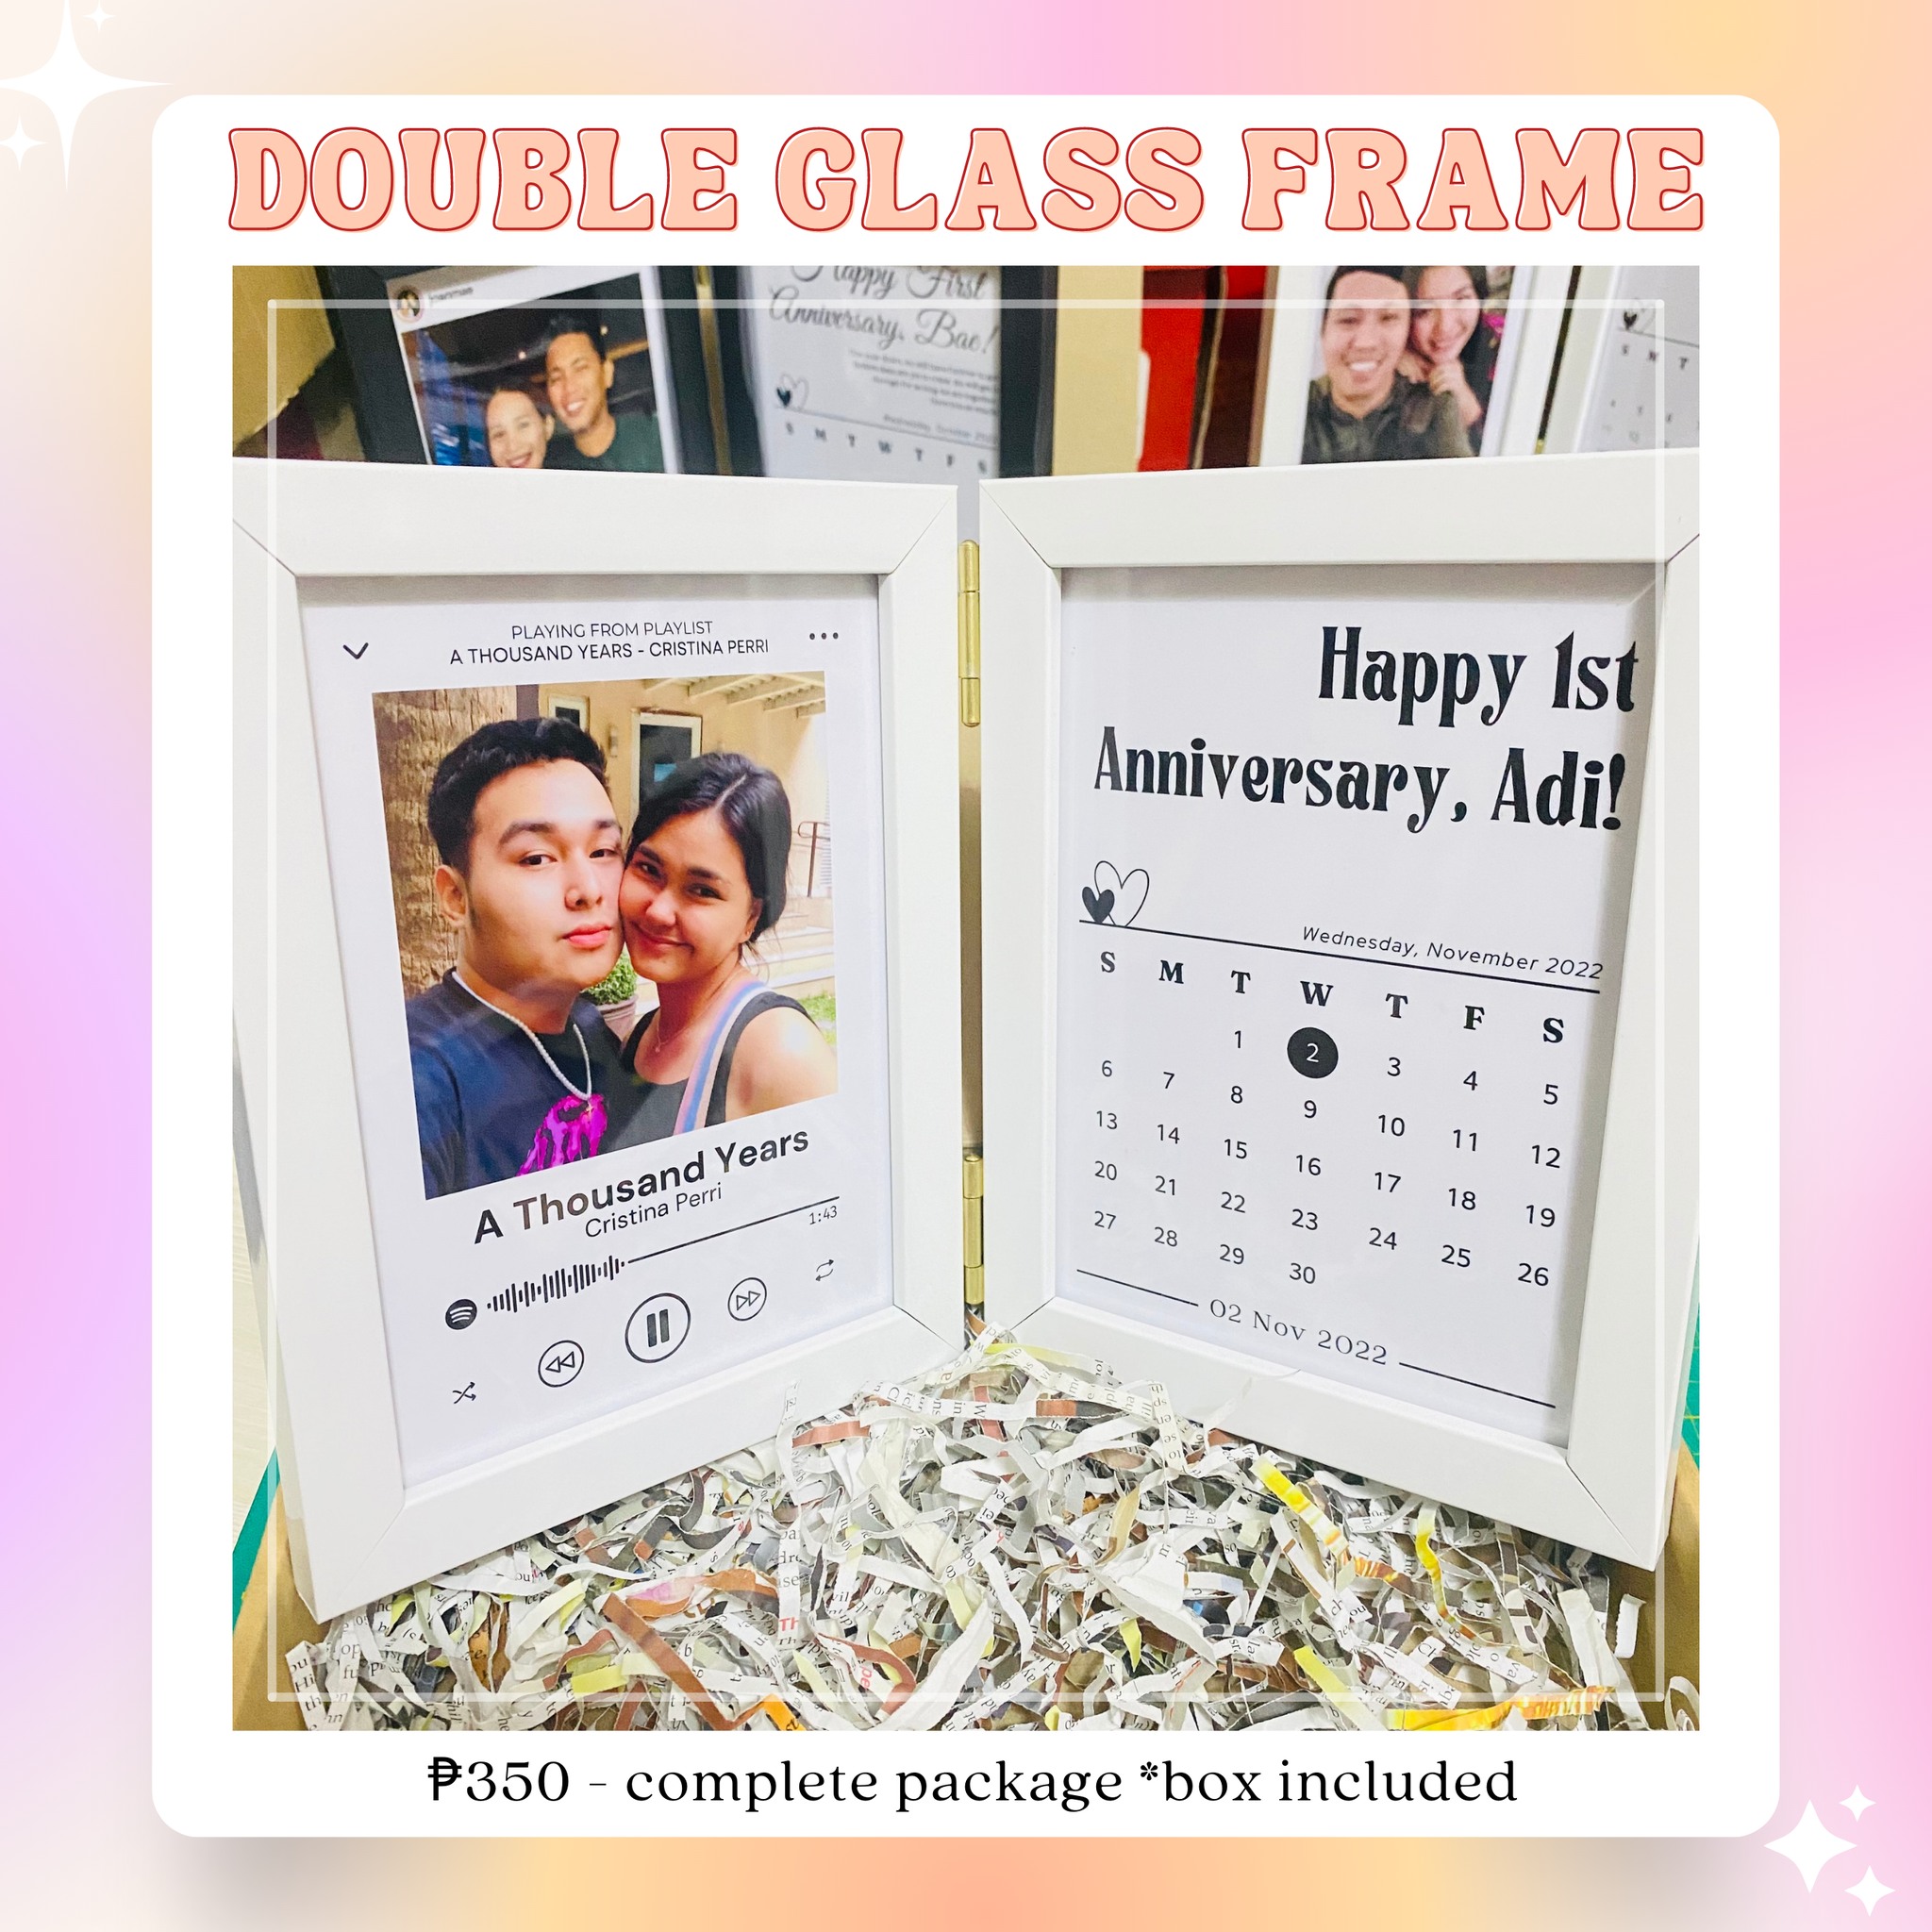 DOUBLE GLASS FRAME
Happy First
Anniversary, Bae!
S M T W T F S
S M T
PLAYING FROM PLAYLIST
A THOUSAND YEARS - CRISTINA PERRI
A Thousand Years
Cristina Perri
1:43
Happy 1st
Anniversary, Adi!
Wednesday, November 2022
S M T W T F S
1 2 3 4 5
6 7 8 9 10 11 12
13 14 15 16 17 18 19
20 21 22 23 24 25 26
27 28 29 30
02 Nov 2022
₱350 - complete package *box included